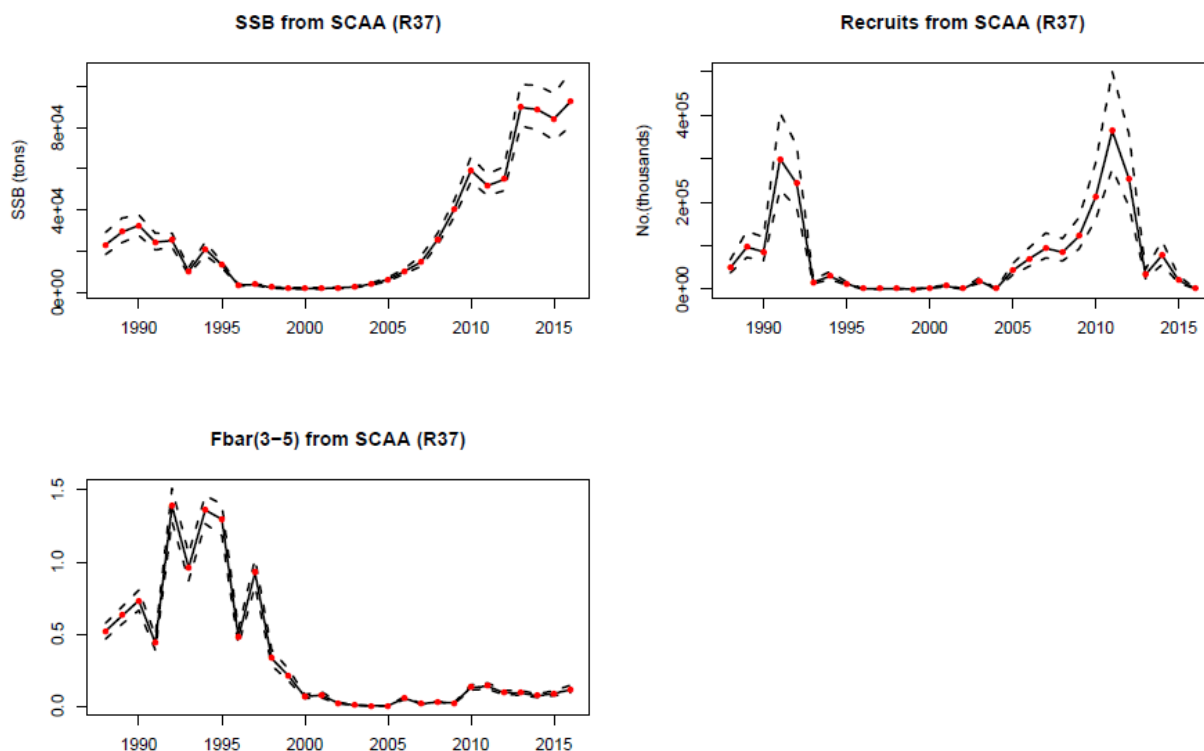 SSB from SCAA (R37)
SSB (tons)
0e+00 4e+04 8e+04
1990 1995 2000 2005 2010 2015
Recruits from SCAA (R37)
No.(thousands)
0e+00 2e+05 4e+05
1990 1995 2000 2005 2010 2015
Fbar(3−5) from SCAA (R37)
0.0 0.5 1.0 1.5
1990 1995 2000 2005 2010 2015